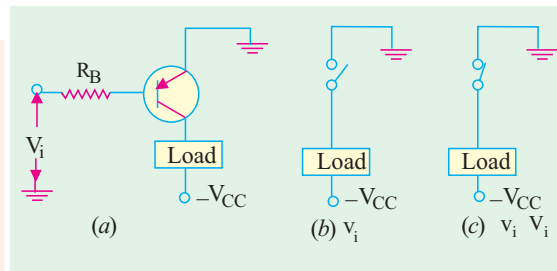 R_B
V_i
Load
–V_CC
(a)
Load
–V_CC
(b) v_i
Load
–V_CC
(c) v_i V_i